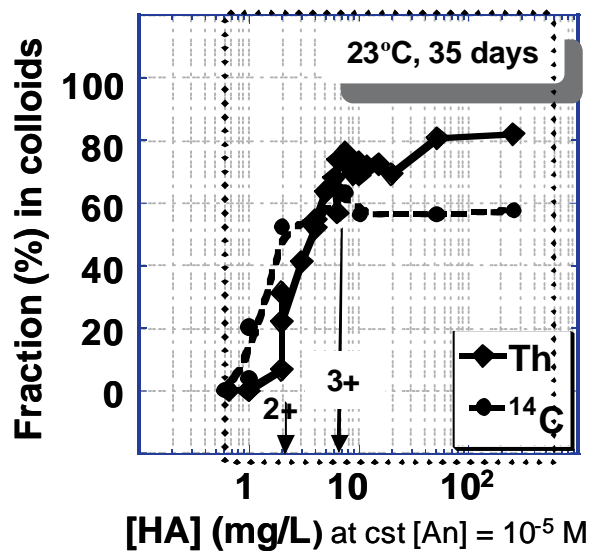 23°C, 35 days
Fraction (%) in colloids
100
80
60
40
20
0
2+
3+
Th
14C
1
10
10²
[HA] (mg/L) at cst [An] = 10⁻⁵ M